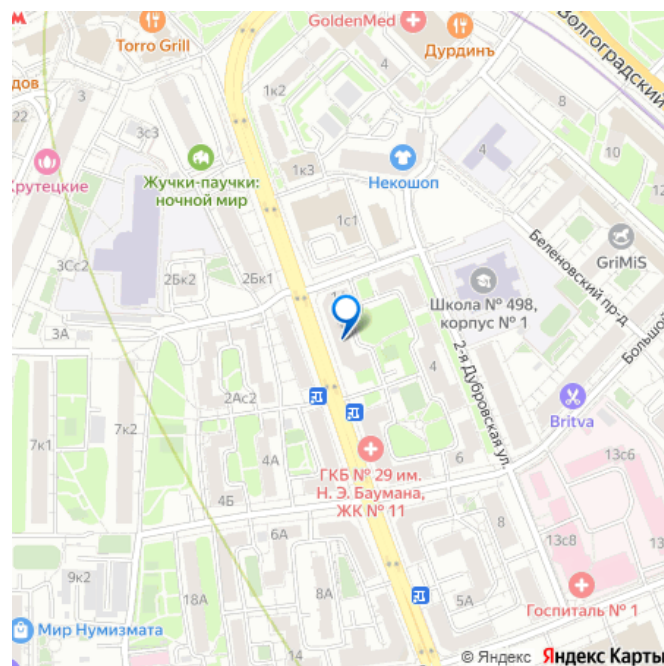 GoldenMed
Torro Grill
Дурдинъ
Волгоградский
дов
4
1к2
8
3
22
3с3
4
10
1к3
Крутецкие
Жучки-паучки:
ночной мир
Некошоп
12
1с1
Беленовский пр-д
GriMiS
3Сс2
2Бк2
2Бк1
Школа № 498,
корпус № 1
Большой
3А
2-я Дубровская ул.
4
2Ас2
Britva
7к1
7к2
4А
ГКБ № 29 им.
Н. Э. Баумана,
ЖК № 11
6
13с6
4Б
6А
8
13с8
13
9к2
18А
8А
5А
Госпиталь № 1
Мир Нумизмата
14
© Яндекс Яндекс Карты